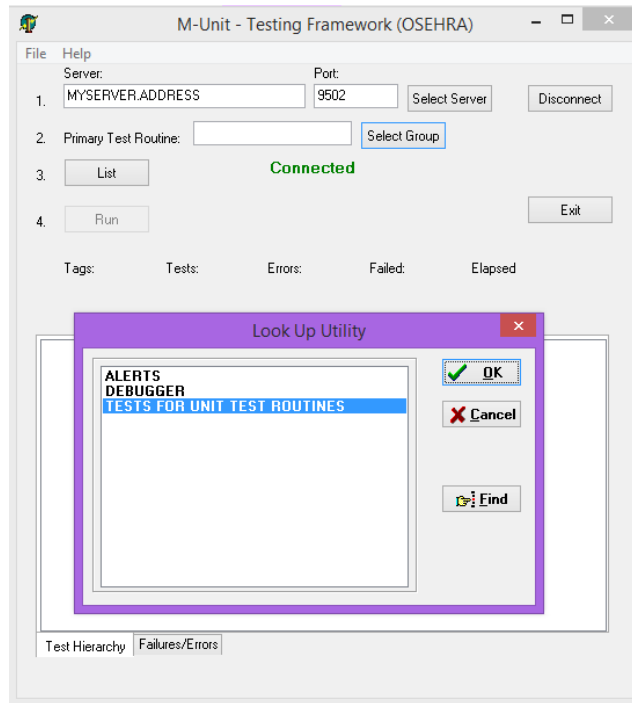 M-Unit - Testing Framework (OSEHRA)
File Help
Server: Port:
1. MYSERVER.ADDRESS 9502 Select Server Disconnect
2. Primary Test Routine: Select Group
3. List Connected
Exit
4. Run
Tags: Tests: Errors: Failed: Elapsed
Look Up Utility
ALERTS
DEBUGGER
TESTS FOR UNIT TEST ROUTINES
OK
Cancel
Find
Test Hierarchy Failures/Errors